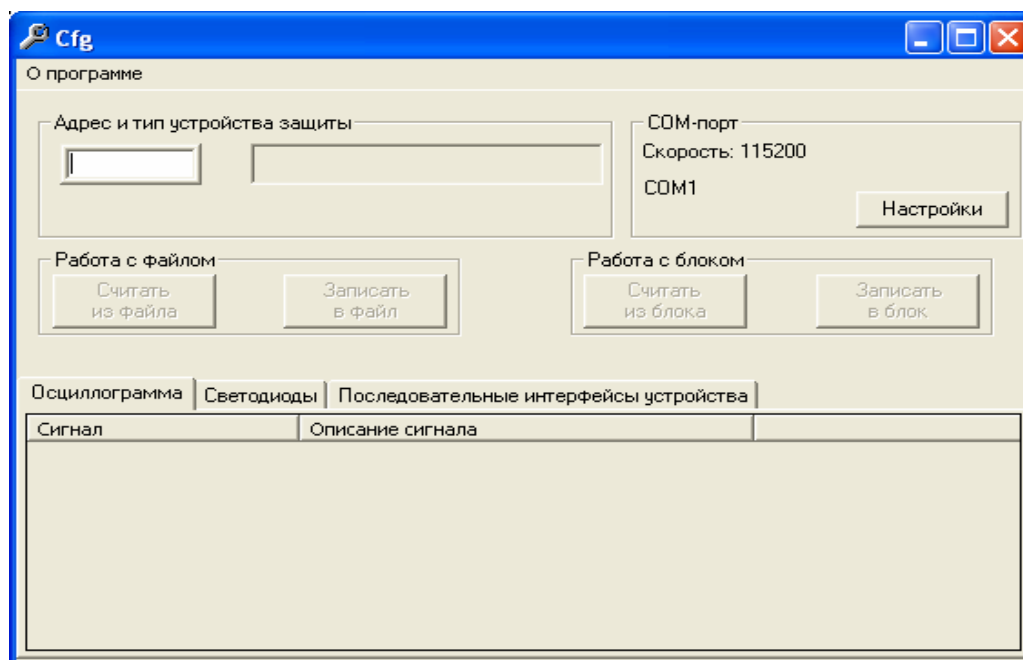 Cfg
О программе
Адрес и тип устройства защиты
COM-порт
Скорость: 115200
COM1
Настройки
Работа с файлом
Считать
из файла
Записать
в файл
Работа с блоком
Считать
из блока
Записать
в блок
Осциллограмма
Светодиоды
Последовательные интерфейсы устройства
Сигнал
Описание сигнала